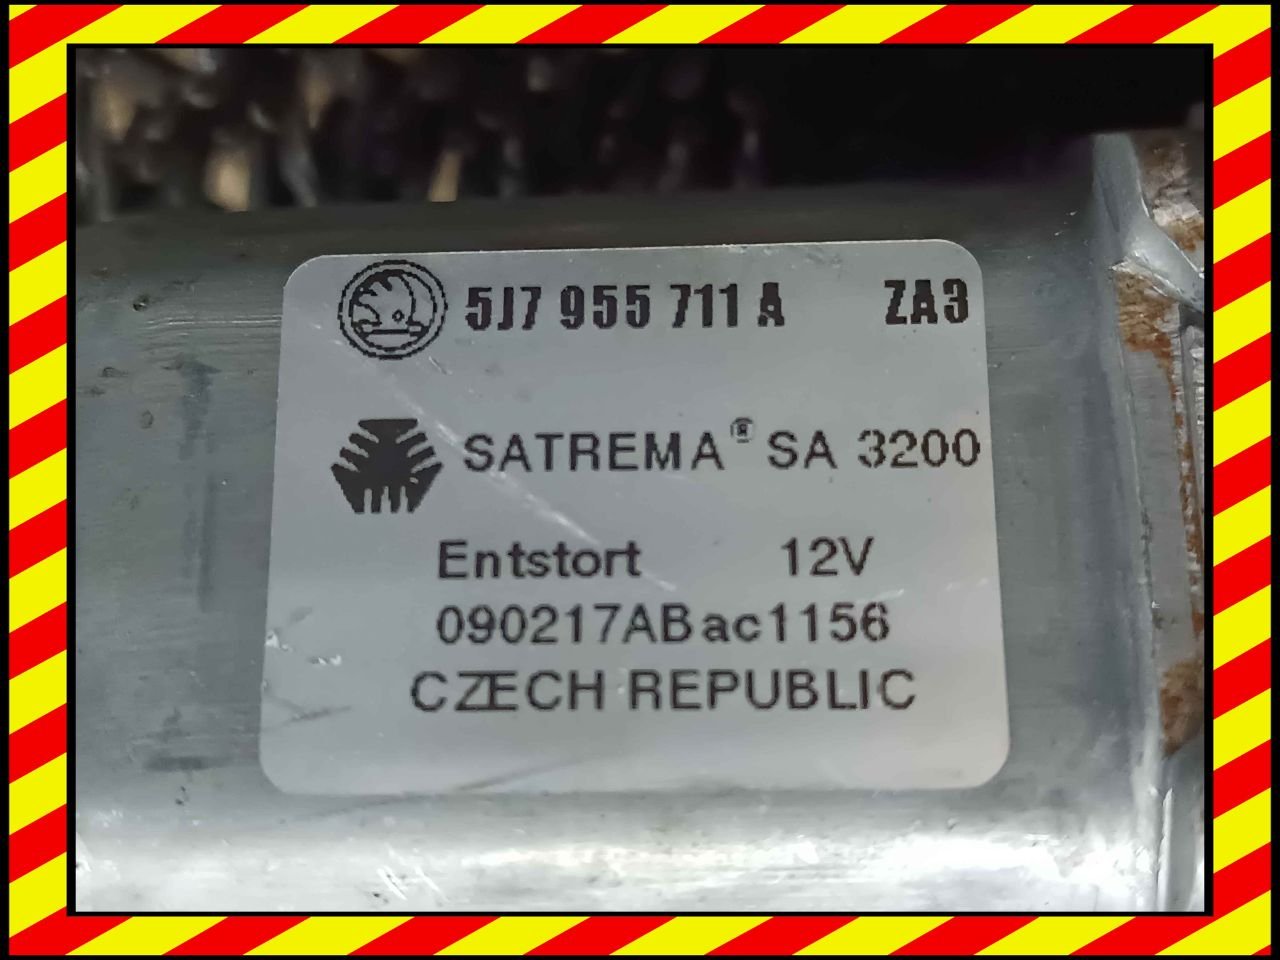 5J7 955 711 A ZA3
SATREMA® SA 3200
Entstort 12V
090217ABac1156
CZECH REPUBLIC